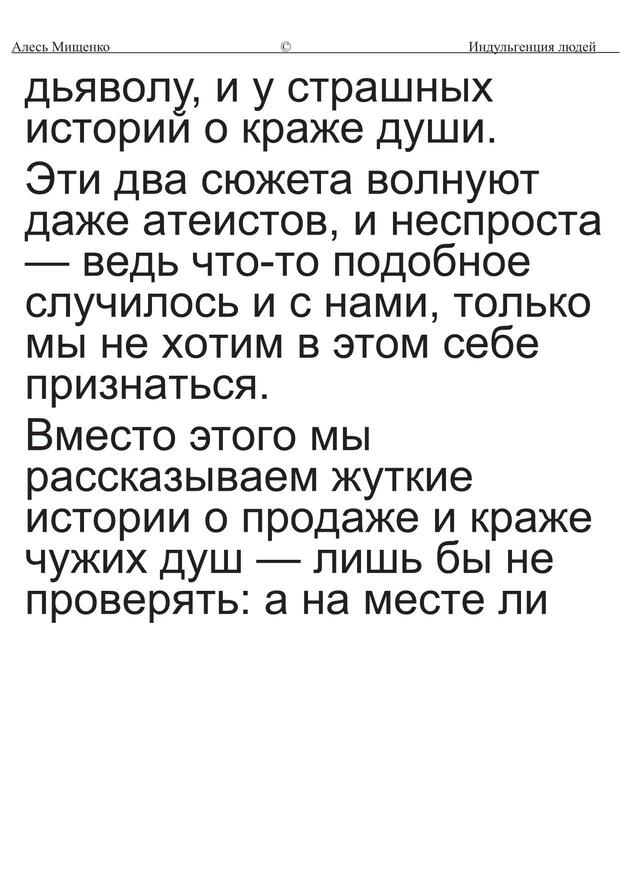 Алесь Мищенко © Индульгенция людей
дьяволу, и у страшных
историй о краже души.
Эти два сюжета волнуют
даже атеистов, и неспроста
— ведь что-то подобное
случилось и с нами, только
мы не хотим в этом себе
признаться.
Вместо этого мы
рассказываем жуткие
истории о продаже и краже
чужих душ — лишь бы не
проверять: а на месте ли